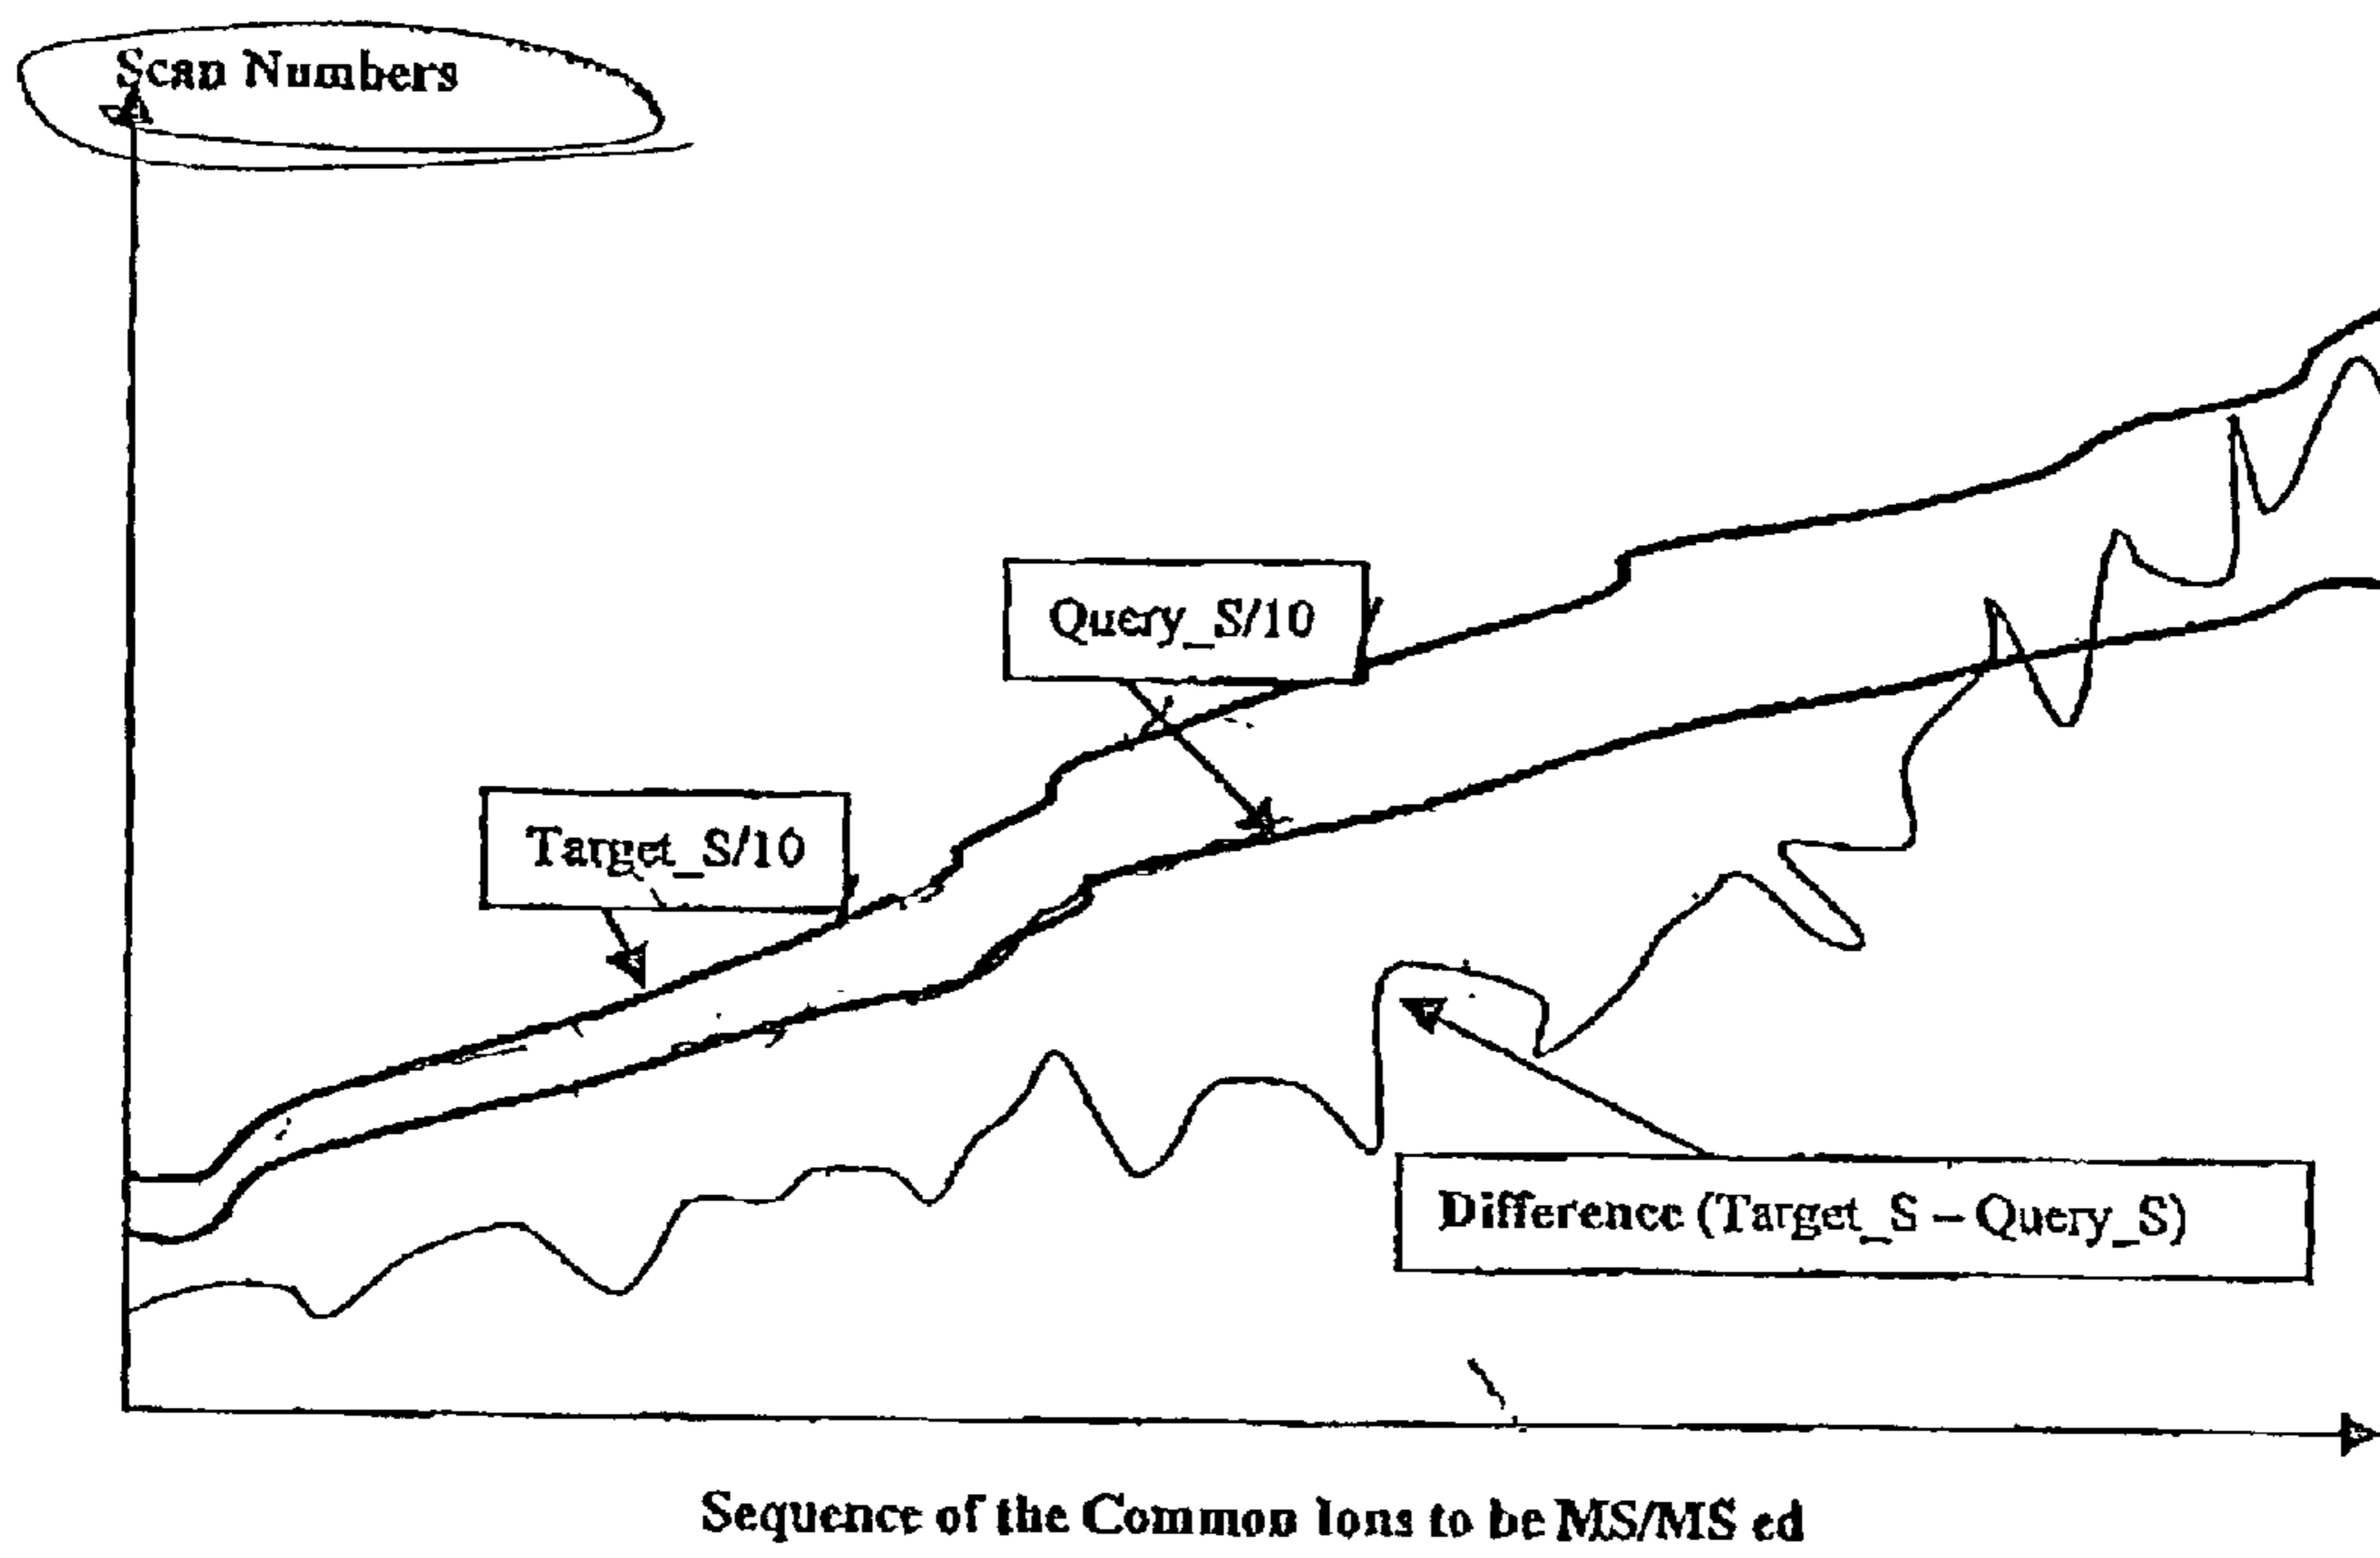 Scan Numbers
Query_S/10
Target_S/10
Difference (Target_S – Query_S)
Sequence of the Common Ions to be MS/MS ed